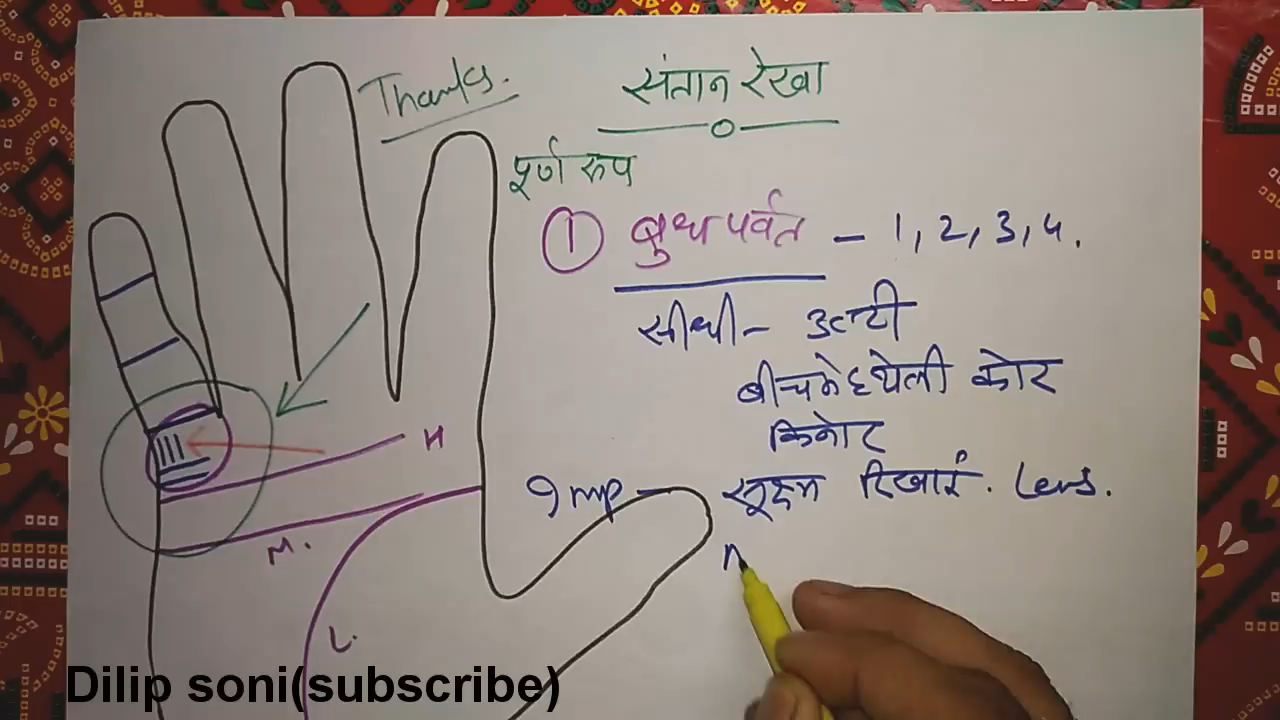 Thanks.
संतान रेखा
पूर्ण रुप
① बुध पर्वत – 1, 2, 3, 4.
सीधी – उल्टी
बीच मे हथेली कोर
H
Imp – सूक्ष्म दिखाई. Lens.
M.
L.
Dilip soni(subscribe)